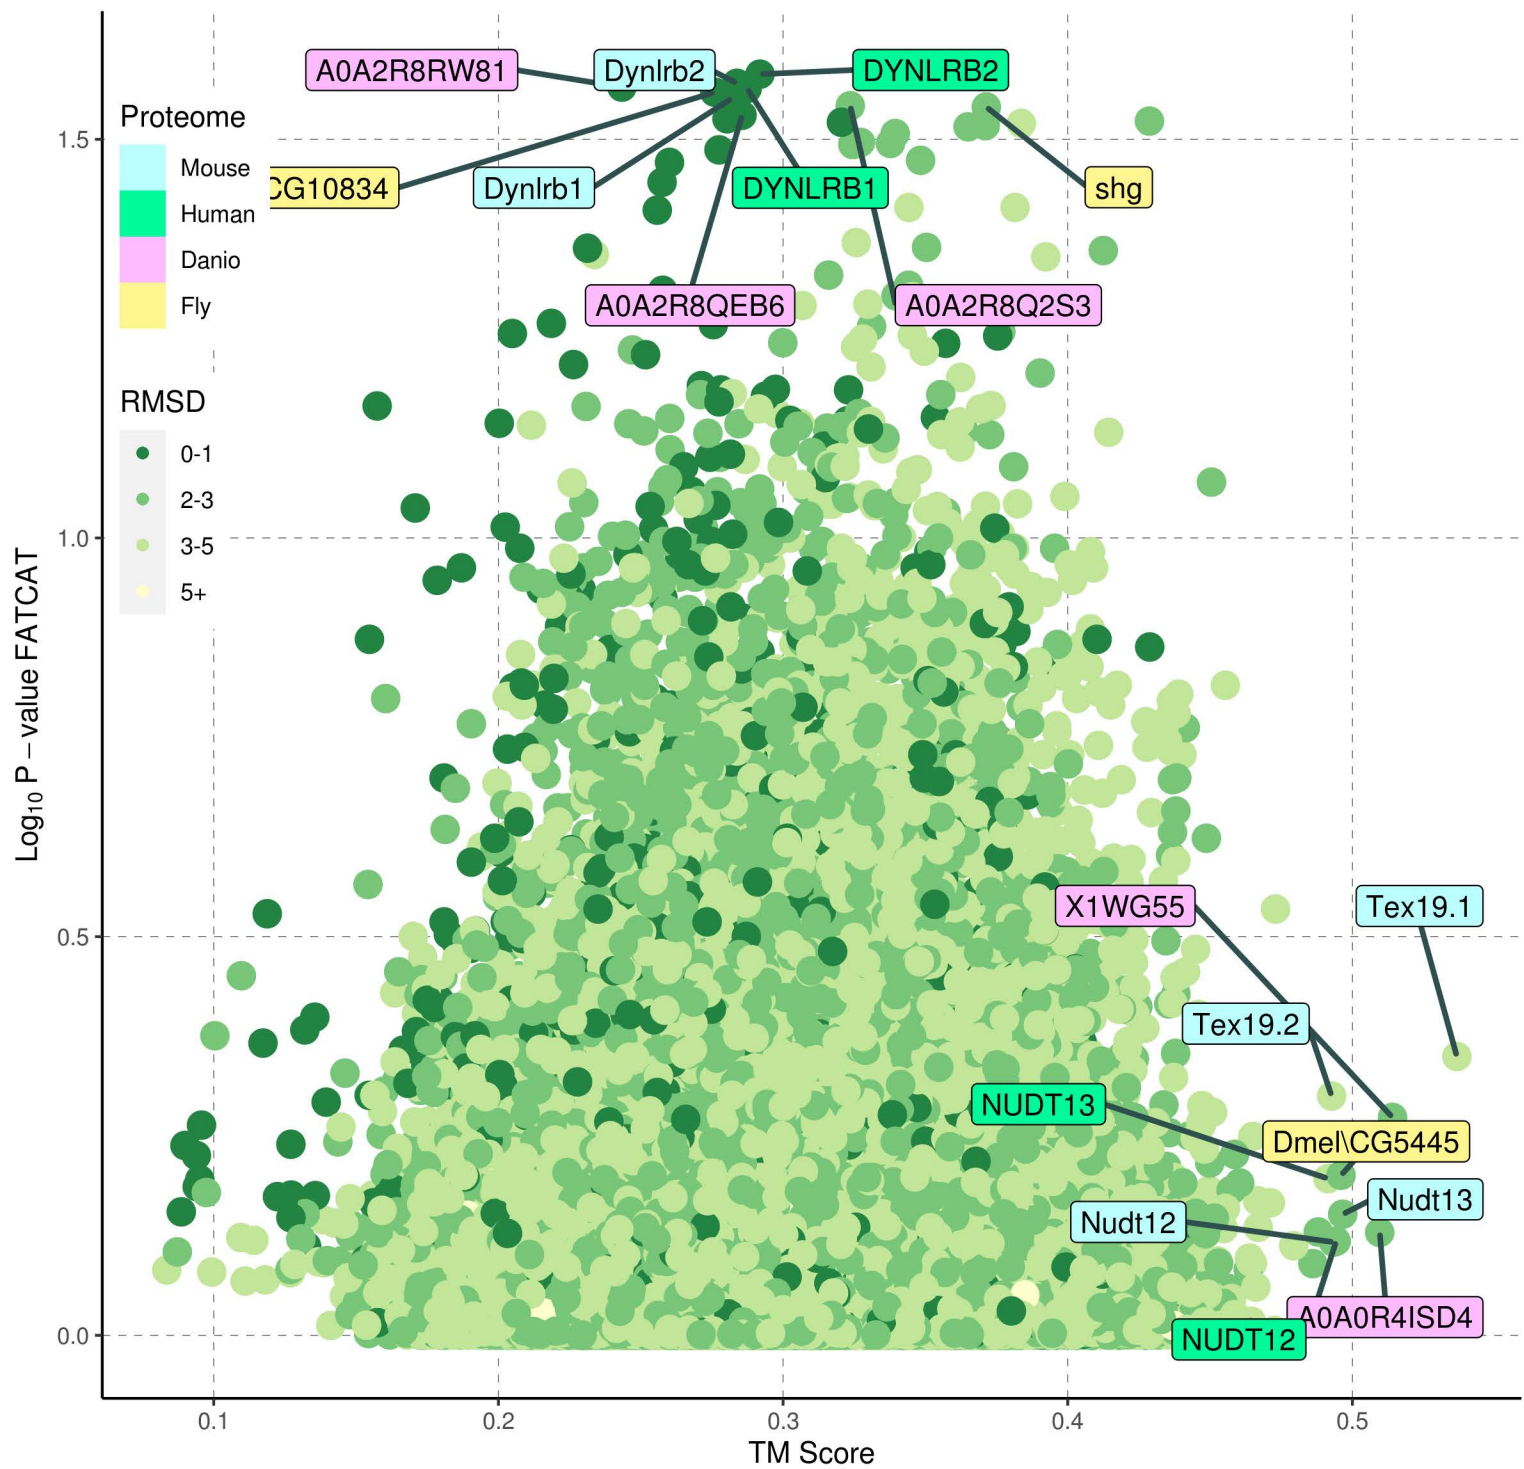 A0A2R8RW81
Dynlrb2
DYNLRB2
Proteome
Mouse
Human
Danio
Fly
1.5
CG10834
Dynlrb1
DYNLRB1
shg
A0A2R8QEB6
A0A2R8Q2S3
RMSD
0-1
2-3
3-5
5+
1.0
Log10 P – value FATCAT
X1WG55
Tex19.1
0.5
Tex19.2
NUDT13
Dmel\CG5445
Nudt13
Nudt12
A0A0R4ISD4
NUDT12
0.0
0.1
0.2
0.3
0.4
0.5
TM Score